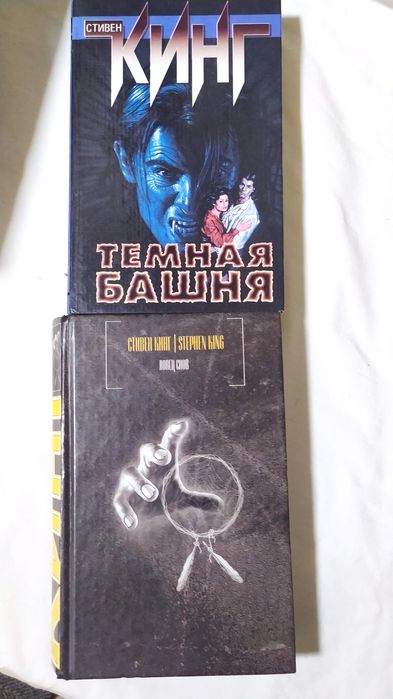 СТИВЕН
КИНГ
ТЕМНАЯ
БАШНЯ
СТИВЕН КИНГ | STEPHEN KING
ЛОВЕЦ СНОВ